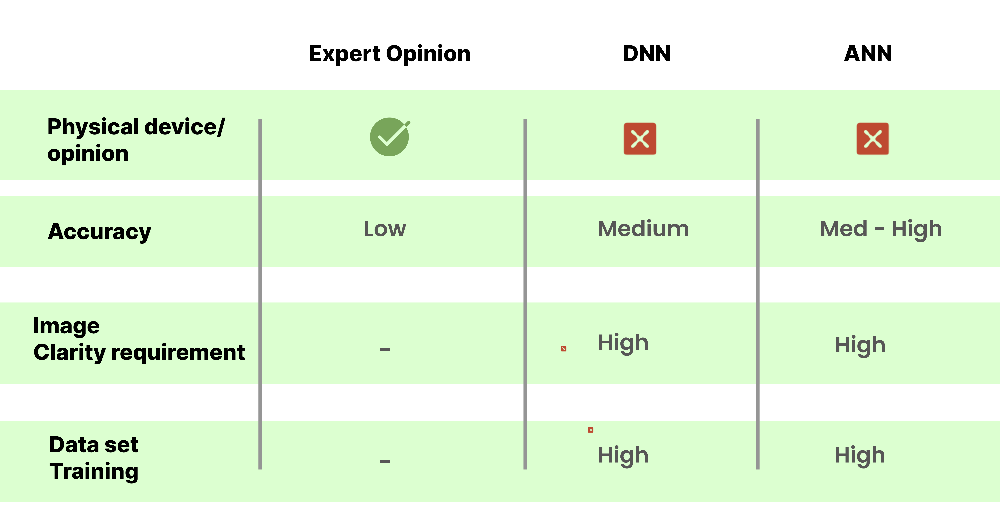 Expert Opinion DNN ANN
Physical device/
opinion
Accuracy Low Medium Med - High
Image
Clarity requirement - High High
Data set
Training - High High